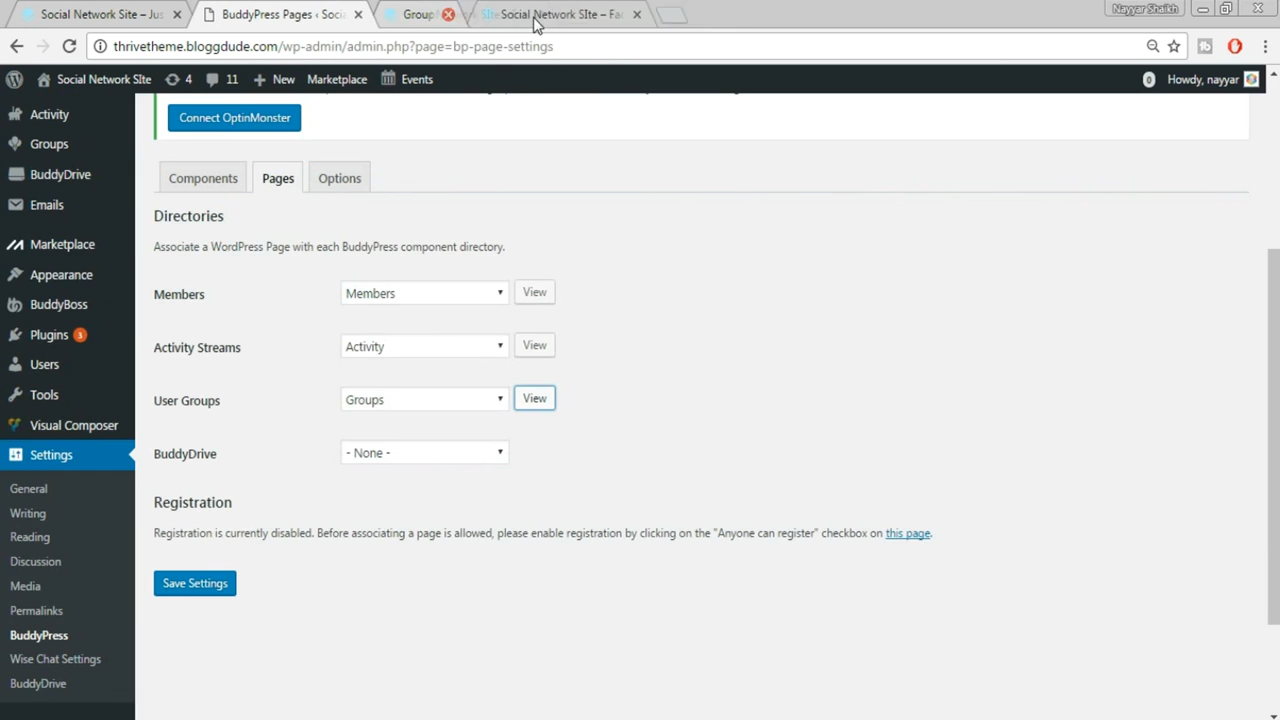 Social Network Site – Jus
BuddyPress Pages ‹ Soci
Group
Social Network SIte – Fa
Nayyar Shaikh
thrivetheme.bloggdude.com/wp-admin/admin.php?page=bp-page-settings
Social Network SIte
4
11
New
Marketplace
Events
0
Howdy, nayyar
Activity
Groups
BuddyDrive
Emails
Marketplace
Appearance
BuddyBoss
Plugins 3
Users
Tools
Visual Composer
Settings
General
Writing
Reading
Discussion
Media
Permalinks
BuddyPress
Wise Chat Settings
BuddyDrive
Connect OptinMonster
Components
Pages
Options
Directories
Associate a WordPress Page with each BuddyPress component directory.
Members Members View
Activity Streams Activity View
User Groups Groups View
BuddyDrive - None -
Registration
Registration is currently disabled. Before associating a page is allowed, please enable registration by clicking on the "Anyone can register" checkbox on this page.
Save Settings